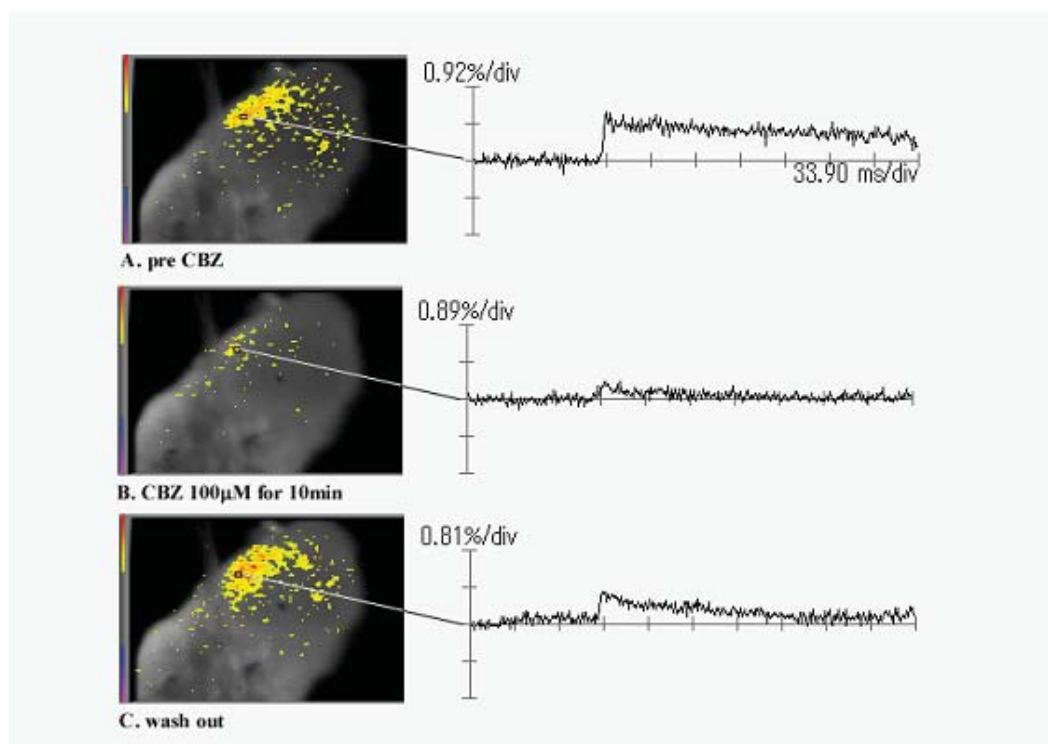 0.92%/div
33.90 ms/div
A. pre CBZ
0.89%/div
B. CBZ 100μM for 10min
0.81%/div
C. wash out